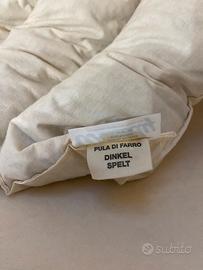 PULA DI FARRO
DINKEL
SPELT
subito